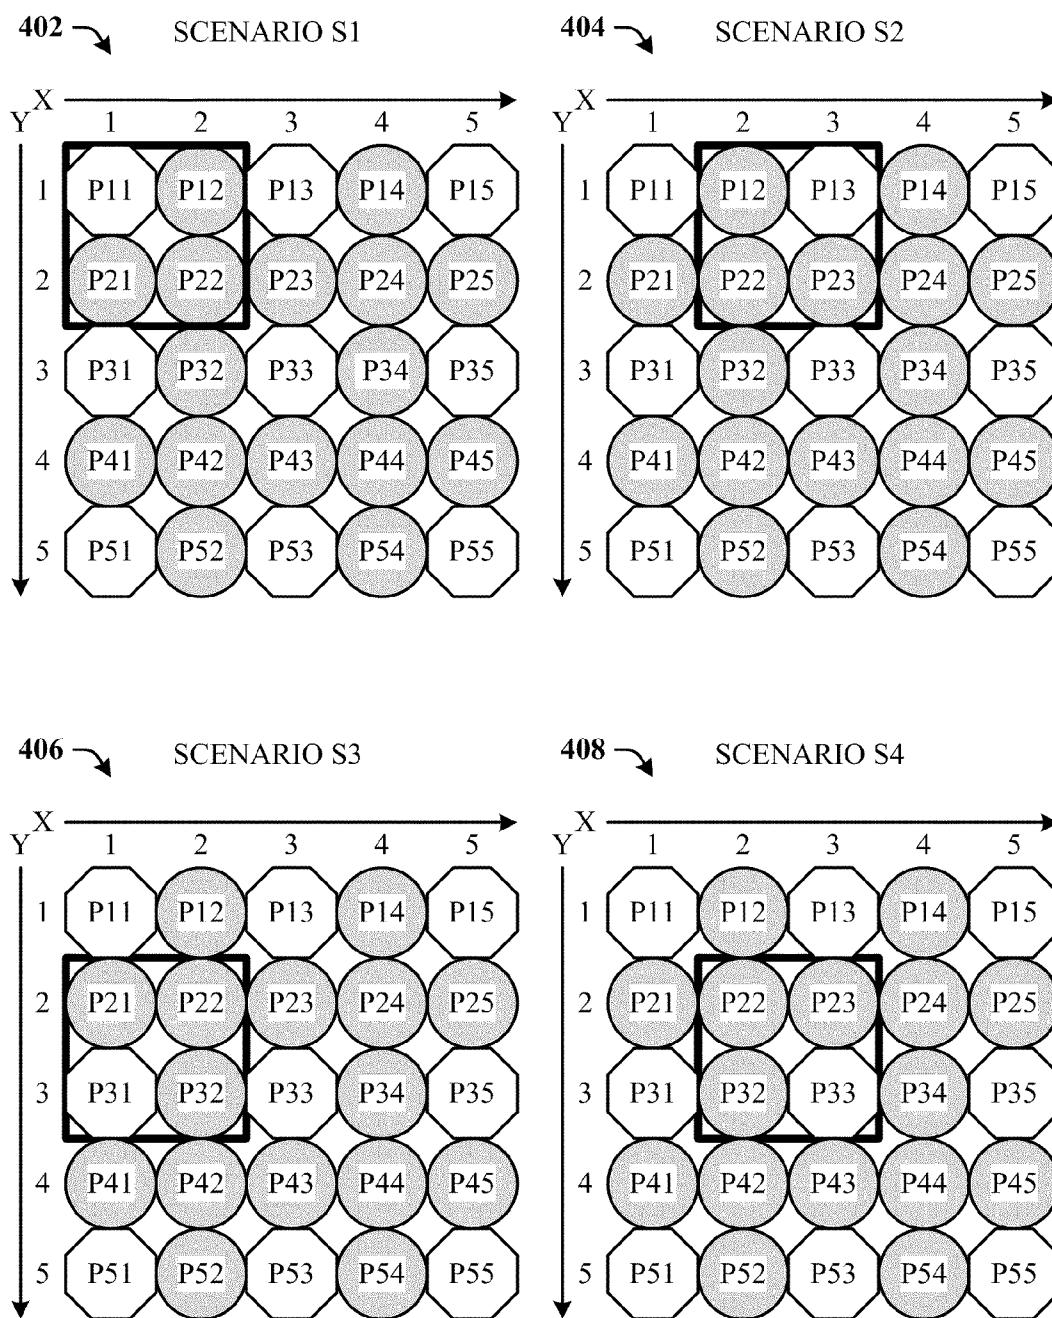 402 SCENARIO S1 404 SCENARIO S2
X X
Y 1 2 3 4 5 Y 1 2 3 4 5
1 P11 P12 P13 P14 P15 1 P11 P12 P13 P14 P15
2 P21 P22 P23 P24 P25 2 P21 P22 P23 P24 P25
3 P31 P32 P33 P34 P35 3 P31 P32 P33 P34 P35
4 P41 P42 P43 P44 P45 4 P41 P42 P43 P44 P45
5 P51 P52 P53 P54 P55 5 P51 P52 P53 P54 P55
406 SCENARIO S3 408 SCENARIO S4
X X
Y 1 2 3 4 5 Y 1 2 3 4 5
1 P11 P12 P13 P14 P15 1 P11 P12 P13 P14 P15
2 P21 P22 P23 P24 P25 2 P21 P22 P23 P24 P25
3 P31 P32 P33 P34 P35 3 P31 P32 P33 P34 P35
4 P41 P42 P43 P44 P45 4 P41 P42 P43 P44 P45
5 P51 P52 P53 P54 P55 5 P51 P52 P53 P54 P55